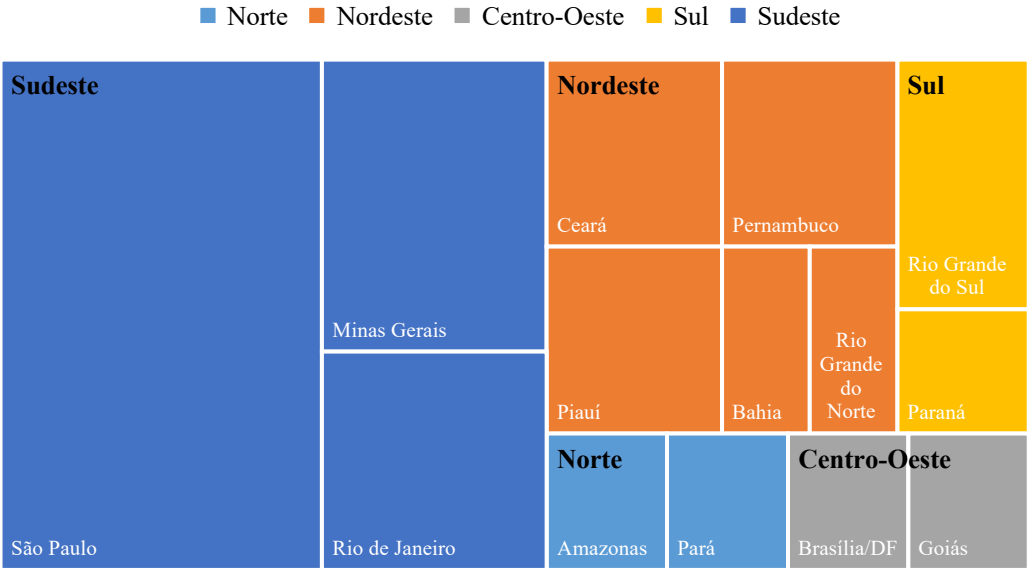 Norte Nordeste Centro-Oeste Sul Sudeste
Sudeste
São Paulo
Minas Gerais
Rio de Janeiro
Nordeste
Ceará
Pernambuco
Piauí
Bahia
Rio
Grande
do
Norte
Sul
Rio Grande
do Sul
Paraná
Norte
Amazonas
Pará
Centro-Oeste
Brasília/DF
Goiás